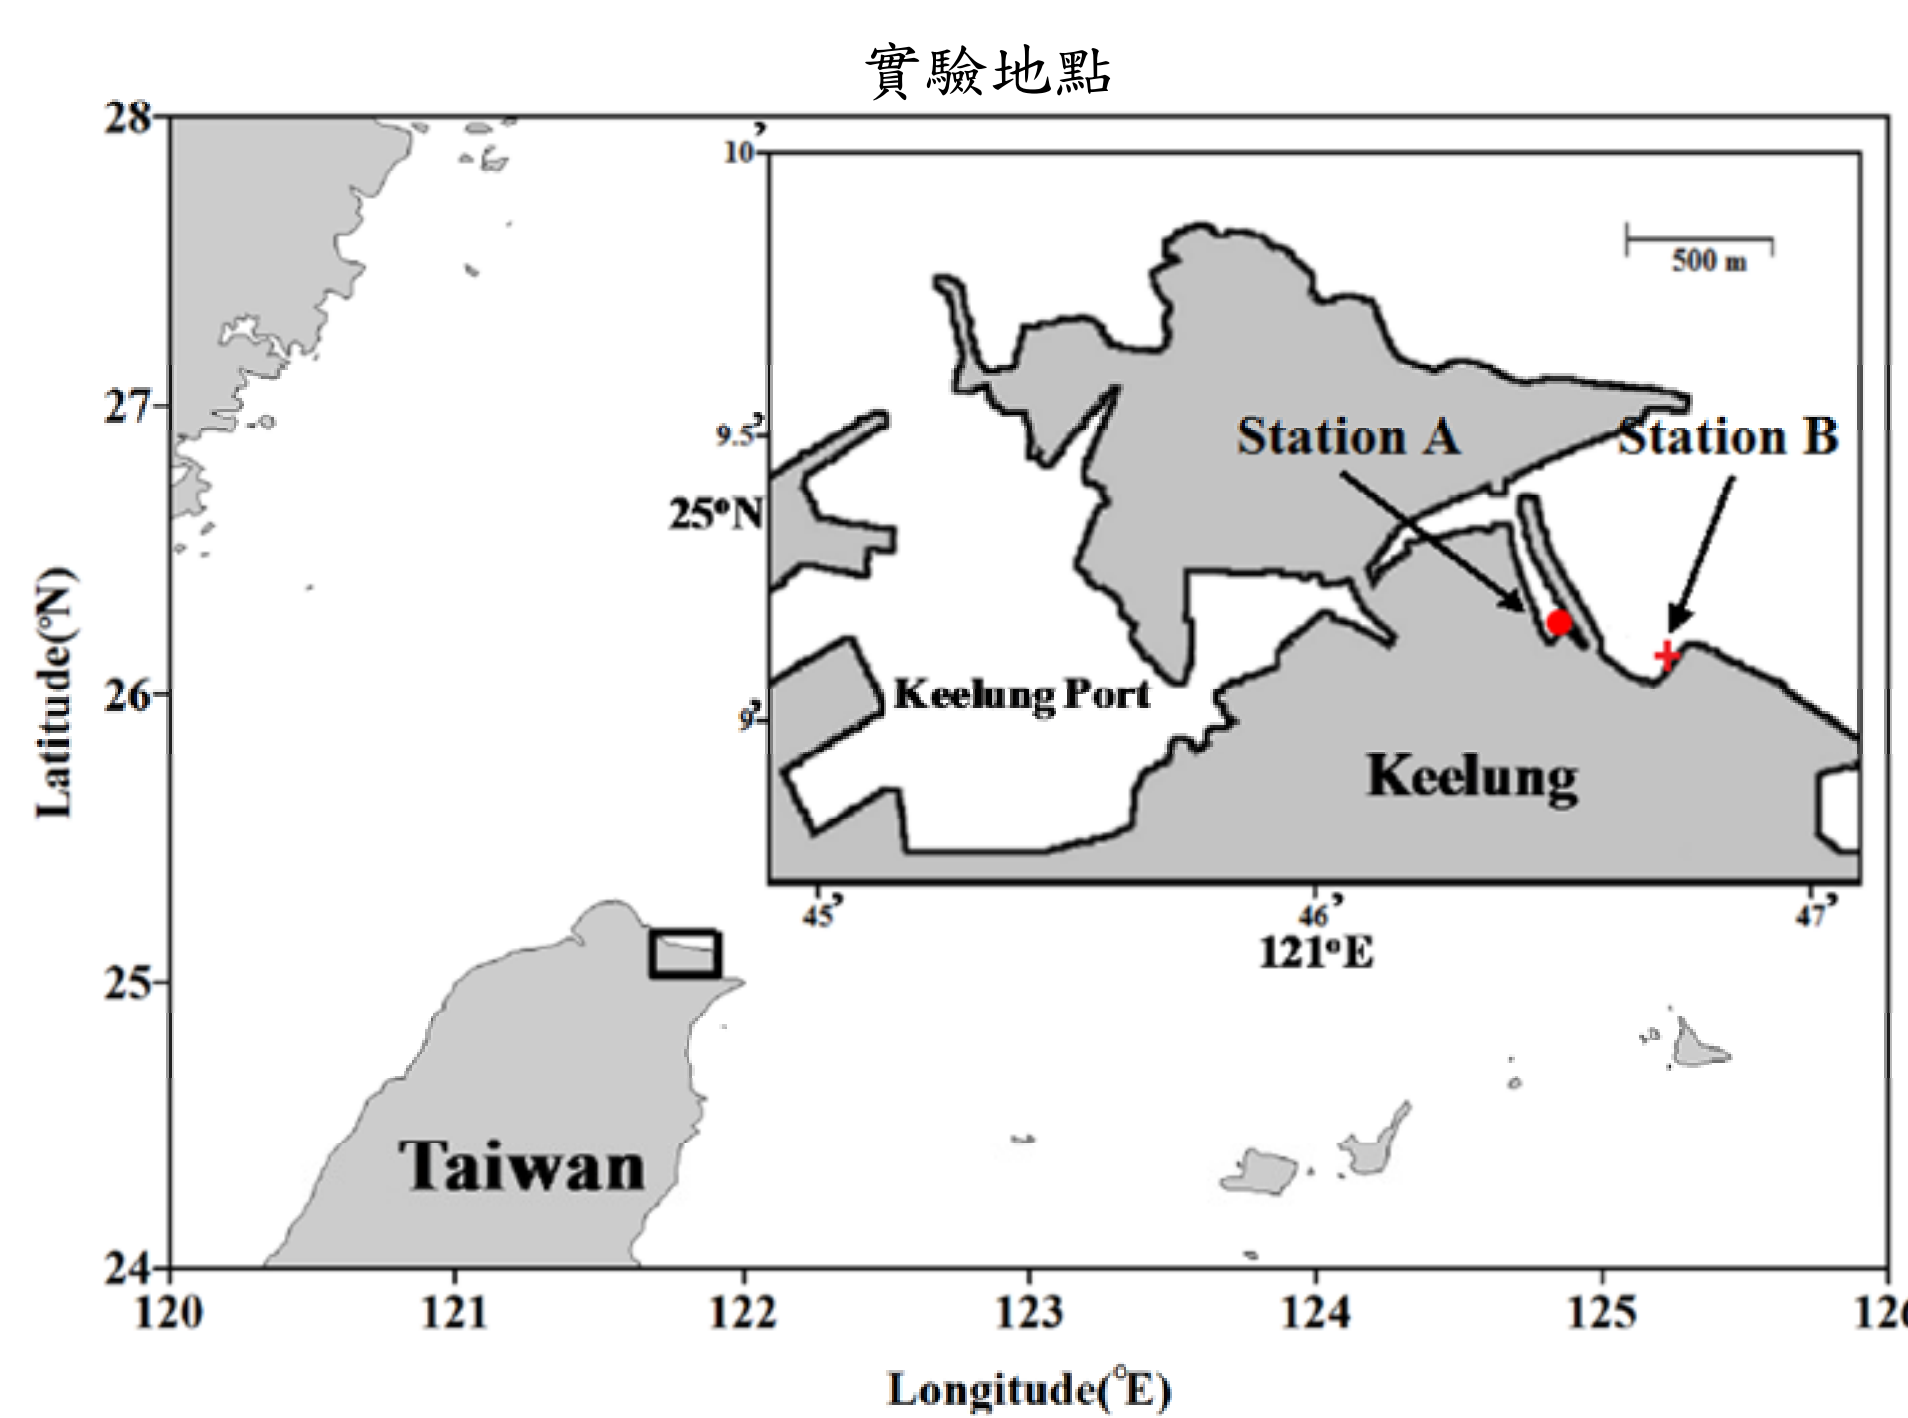 實驗地點
28
27
26
25
24
Latitude(°N)
10’
9.5’
25°N
9’
500 m
Station A
Station B
Keelung Port
Keelung
45’
46’
47’
121°E
Taiwan
120
121
122
123
124
125
Longitude(°E)